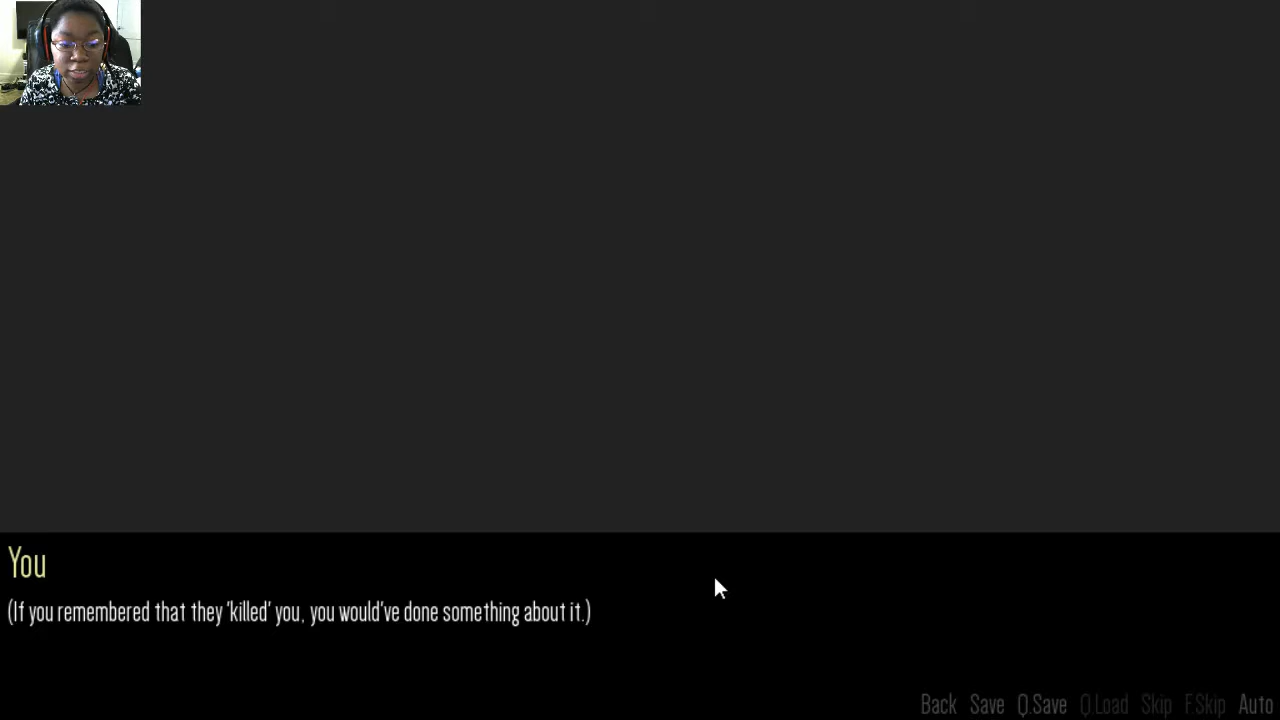 You
(If you remembered that they 'killed' you, you would've done something about it.)
Back Save Q.Save Q.Load Skip F.Skip Auto